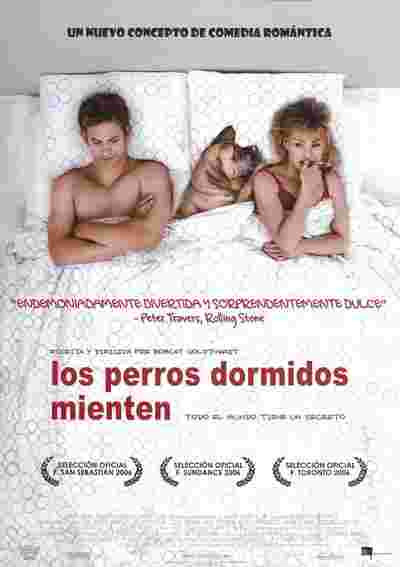 UN NUEVO CONCEPTO DE COMEDIA ROMÁNTICA
"ENDEMONIADAMENTE DIVERTIDA Y SORPRENDENTEMENTE DULCE"
- Peter Travers, Rolling Stone
ESCRITA Y DIRIGIDA POR BOBCAT GOLDTHWAIT
los perros dormidos
mienten
TODO EL MUNDO TIENE UN SECRETO
SELECCIÓN OFICIAL
F. SAN SEBASTIÁN 2006
SELECCIÓN OFICIAL
F. SUNDANCE 2006
SELECCIÓN OFICIAL
F. TORONTO 2006